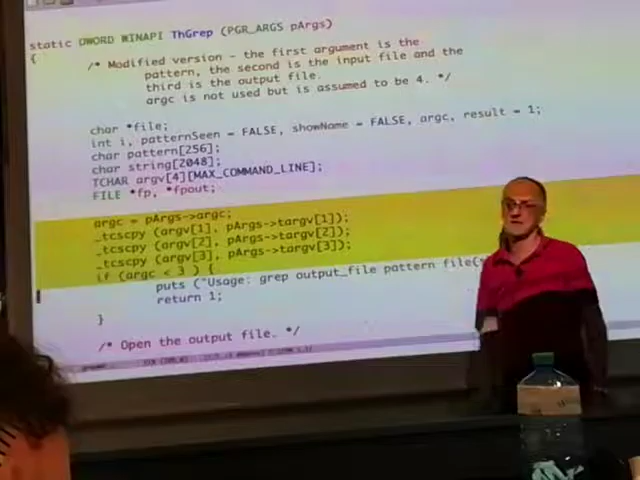 static DWORD WINAPI ThGrep (PGR_ARGS pArgs)
{
/* Modified version - the first argument is the
pattern, the second is the input file and the
third is the output file.
argc is not used but is assumed to be 4. */
char *file;
int i, patternSeen = FALSE, showName = FALSE, argc, result = 1;
char pattern[256];
char string[2048];
TCHAR argv[4][MAX_COMMAND_LINE];
FILE *fp, *fpout;
argc = pArgs->argc;
_tcscpy (argv[1], pArgs->targv[1]);
_tcscpy (argv[2], pArgs->targv[2]);
_tcscpy (argv[3], pArgs->targv[3]);
if (argc < 3 ) {
puts ("Usage: grep output_file pattern file(s
return 1;
}
/* Open the output file. */